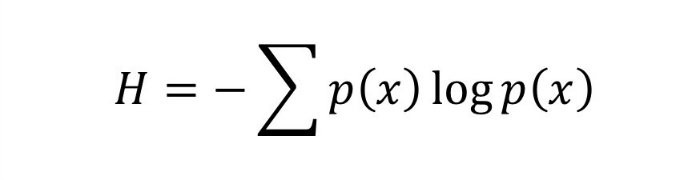 H = − ∑ p(x) log p(x)